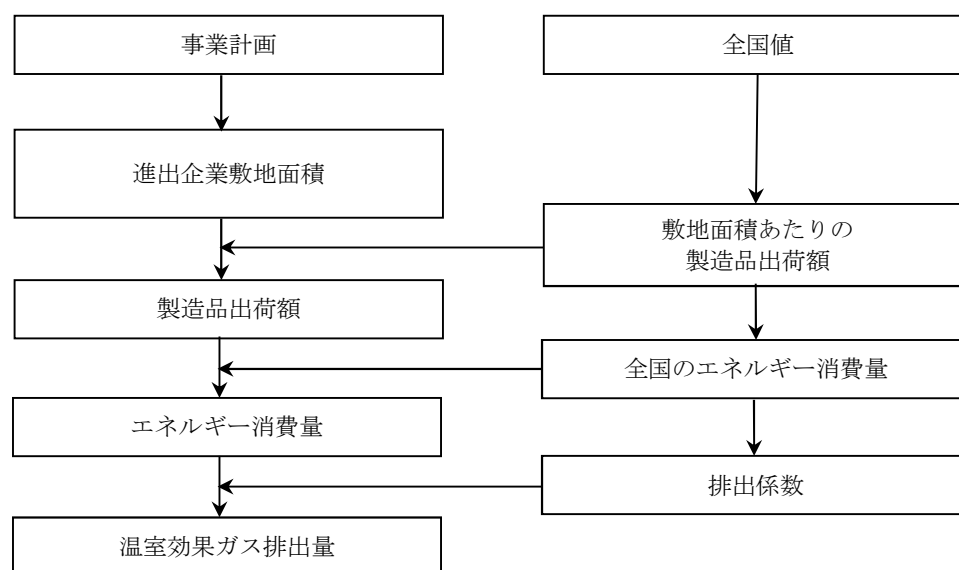 事業計画
全国値
進出企業敷地面積
敷地面積あたりの
製造品出荷額
製造品出荷額
全国のエネルギー消費量
エネルギー消費量
排出係数
温室効果ガス排出量